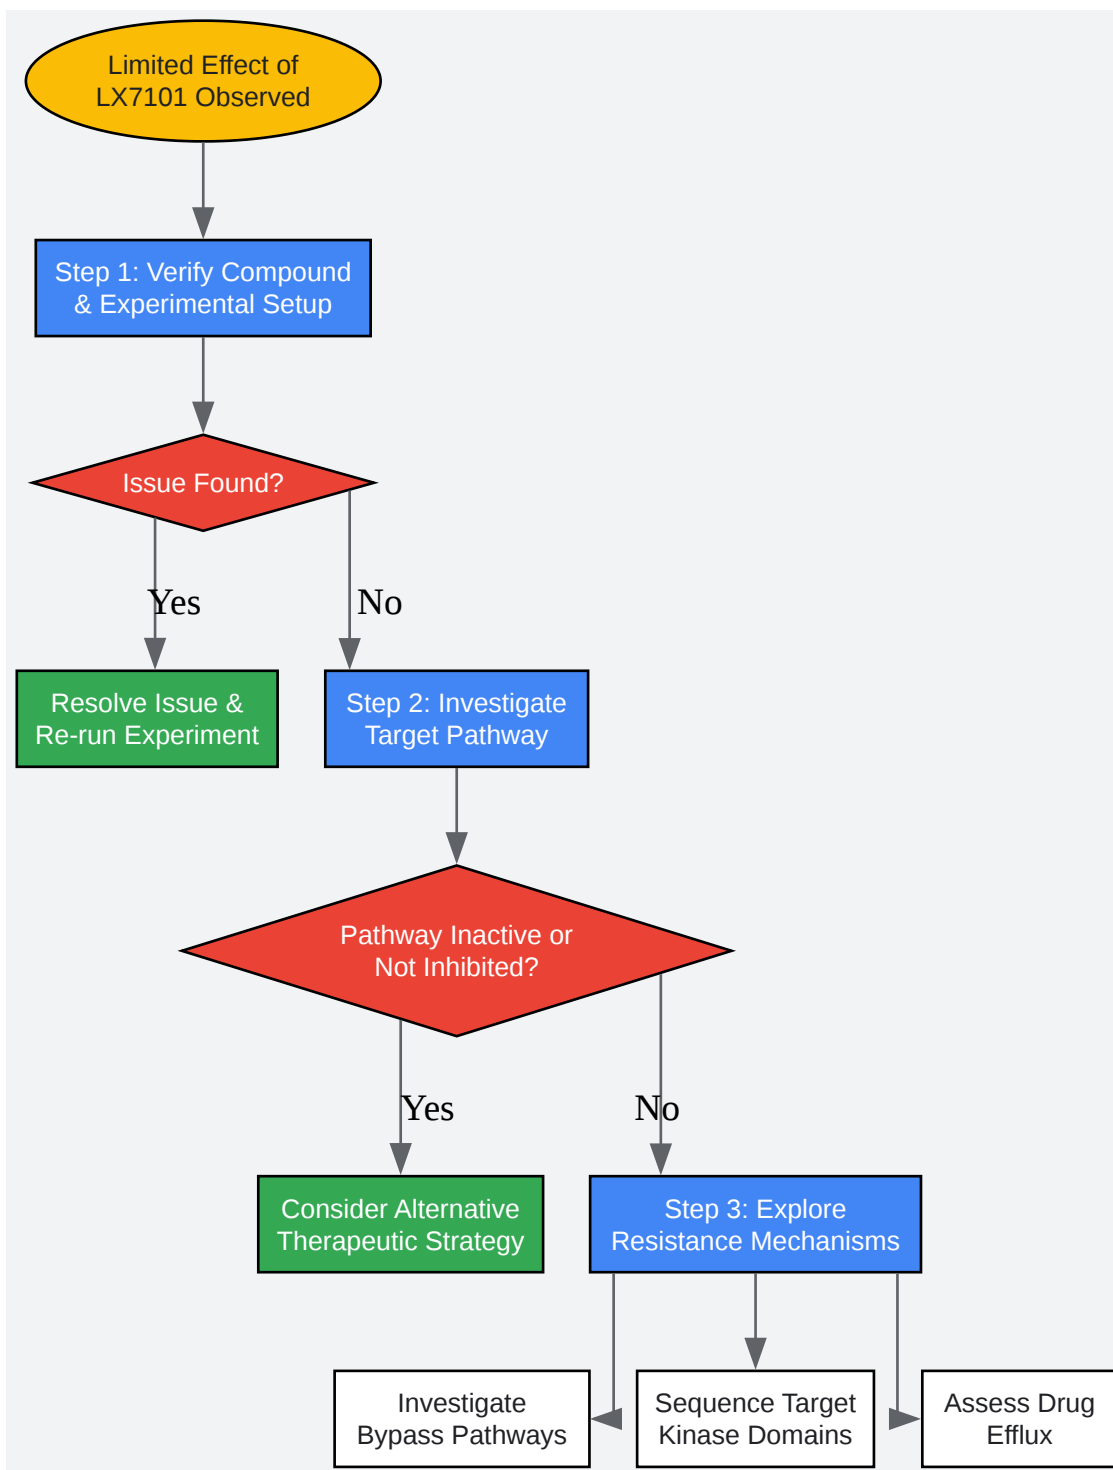 Limited Effect of
LX7101 Observed
Step 1: Verify Compound
& Experimental Setup
Issue Found?
Yes
No
Resolve Issue &
Re-run Experiment
Step 2: Investigate
Target Pathway
Pathway Inactive or
Not Inhibited?
Yes
No
Consider Alternative
Therapeutic Strategy
Step 3: Explore
Resistance Mechanisms
Investigate
Bypass Pathways
Sequence Target
Kinase Domains
Assess Drug
Efflux